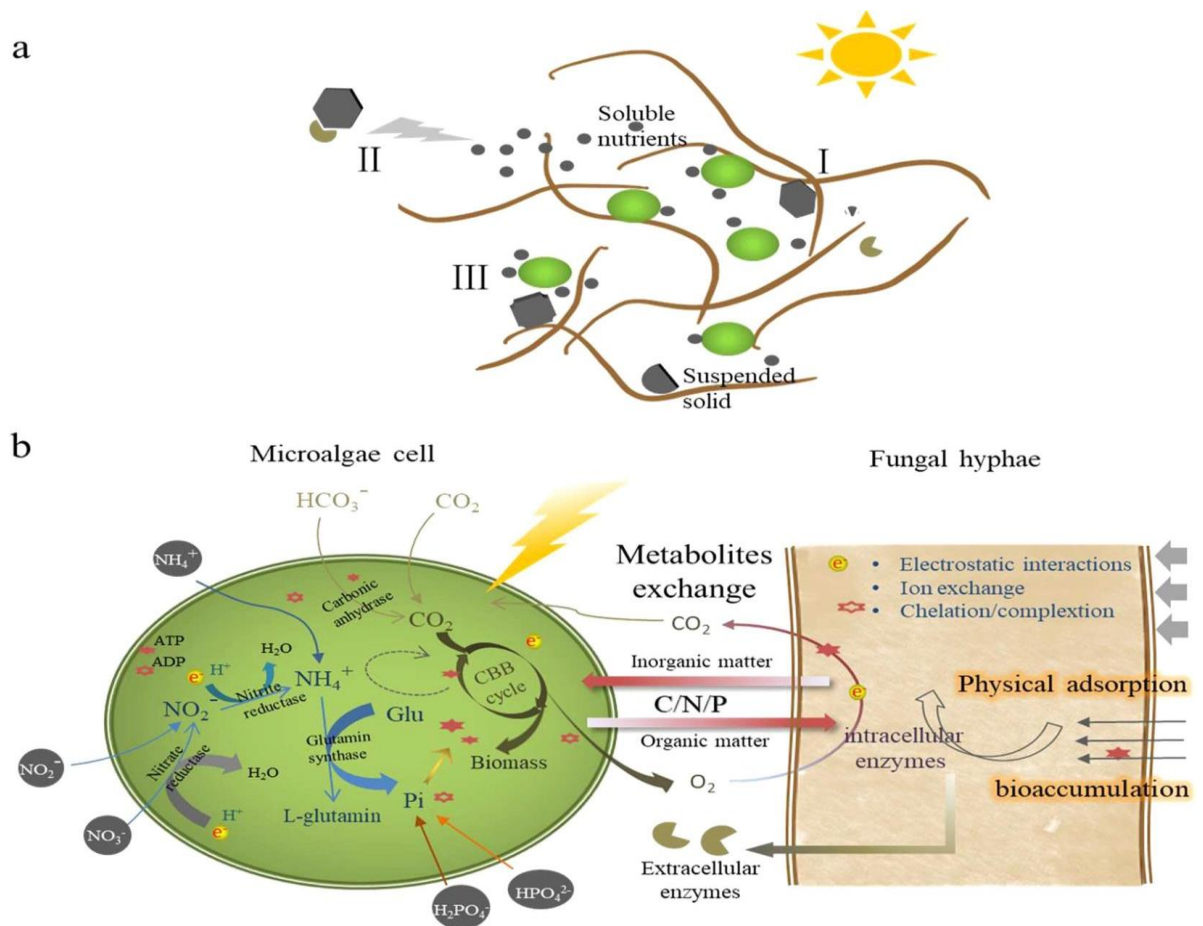 a
Soluble
nutrients
I
II
III
Suspended
solid
b
Microalgae cell
Fungal hyphae
HCO₃⁻
CO₂
NH₄⁺
Metabolites
exchange
e⁻
• Electrostatic interactions
• Ion exchange
• Chelation/complextion
Carbonic
anhydrase
CO₂
e⁻
CO₂
ATP
ADP
H₂O
H⁺
e⁻
Nitrite
reductase
NH₄⁺
CBB
cycle
Inorganic matter
Physical adsorption
e⁻
NO₂⁻
Glu
C/N/P
Organic matter
intracellular
enzymes
Glutamin
synthase
Biomass
NO₂⁻
Nitrate
reductase
H₂O
O₂
bioaccumulation
Pi
L-glutamin
NO₃⁻
H⁺
e⁻
Extracellular
enzymes
HPO₄²⁻
H₂PO₄⁻